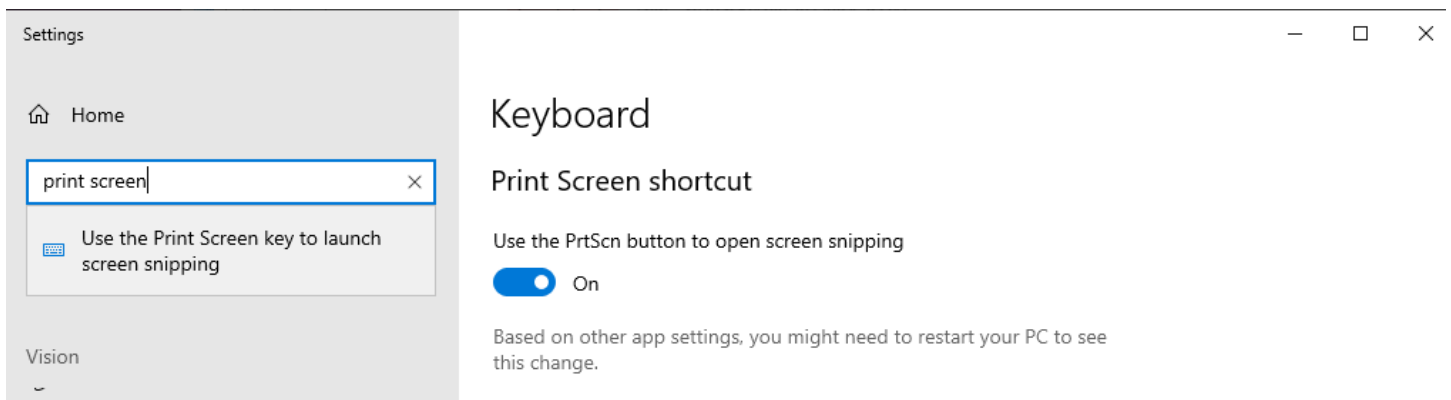 Settings
Home
print screen
Use the Print Screen key to launch
screen snipping
Vision
Keyboard
Print Screen shortcut
Use the PrtScn button to open screen snipping
On
Based on other app settings, you might need to restart your PC to see
this change.